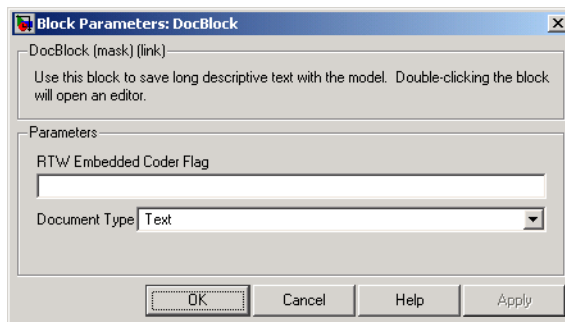 Block Parameters: DocBlock
DocBlock (mask) (link)
Use this block to save long descriptive text with the model.  Double-clicking the block
will open an editor.
Parameters
RTW Embedded Coder Flag
Document Type Text
OK Cancel Help Apply